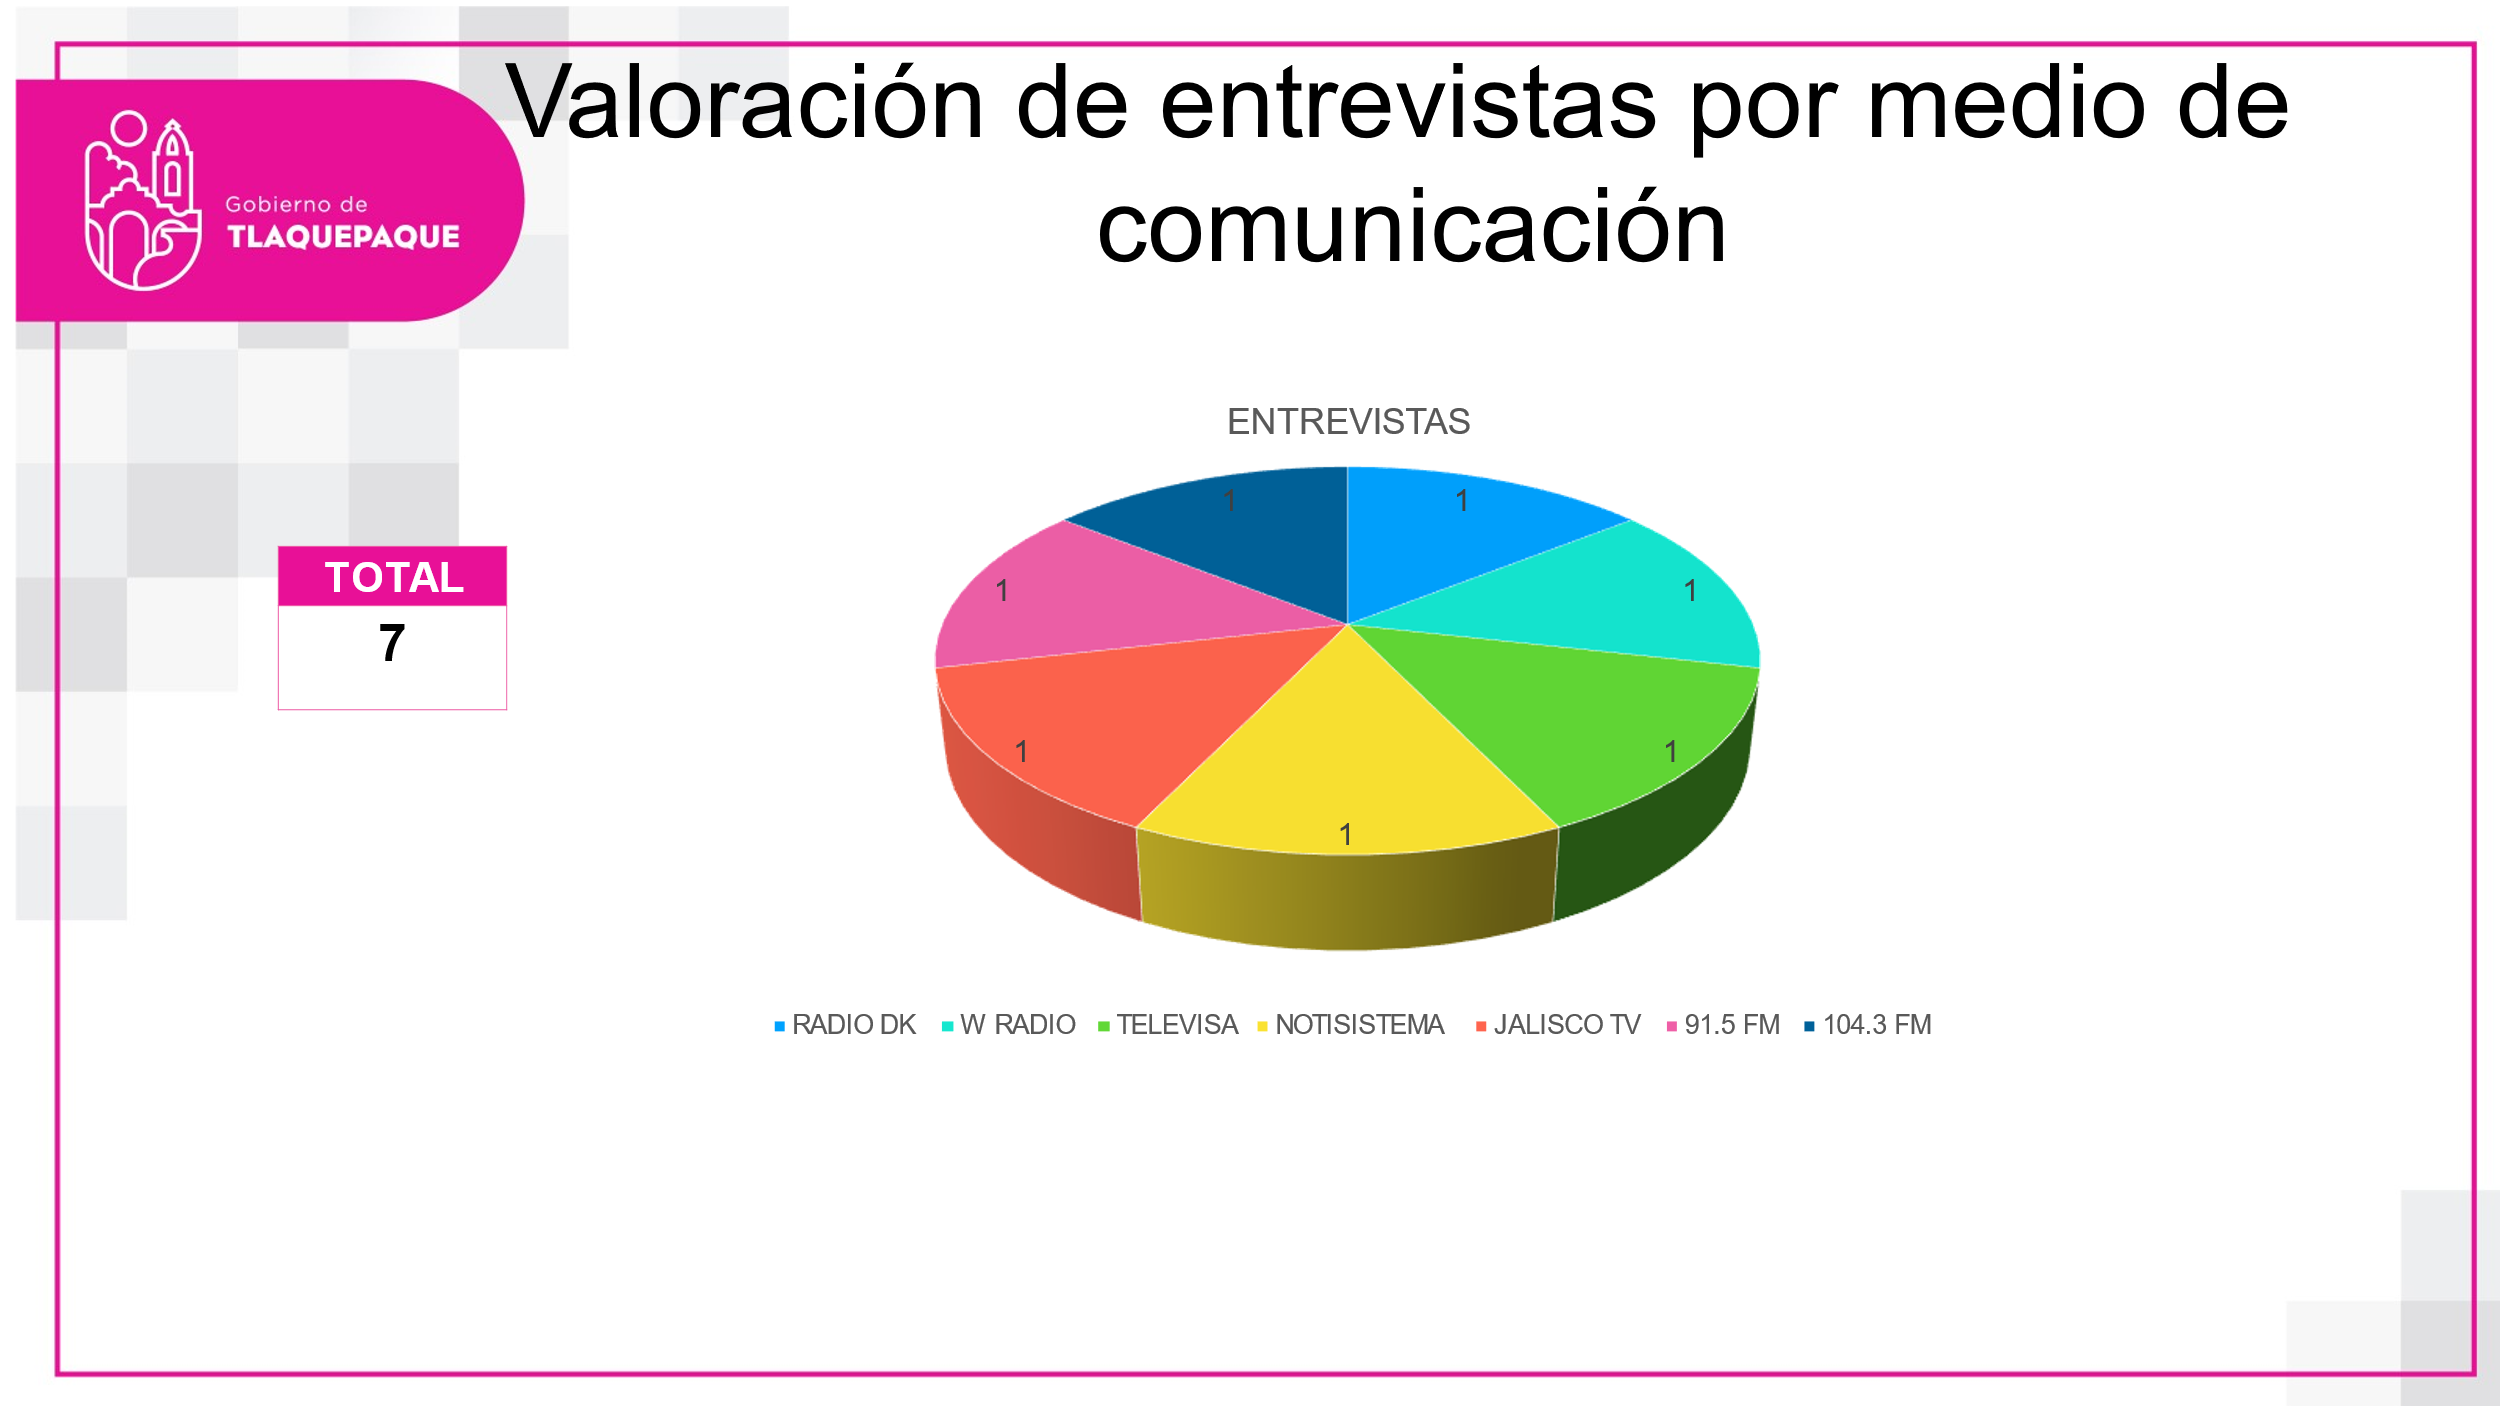 Valoración de entrevistas por medio de
comunicación
Gobierno de
TLAQUEPAQUE
ENTREVISTAS
1
1
1
1
1
1
1
TOTAL
7
RADIO DK W RADIO TELEVISA NOTISISTEMA JALISCO TV 91.5 FM 104.3 FM